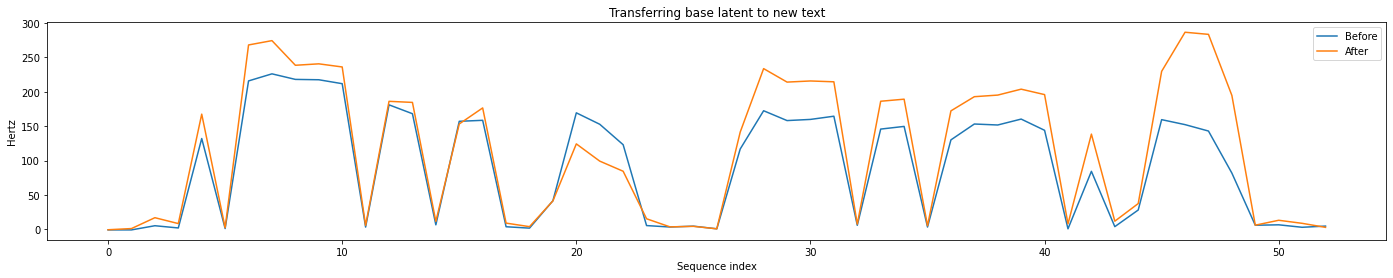 Transferring base latent to new text
Before
After
Hertz
300
250
200
150
100
50
0
0 10 20 30 40 50
Sequence index